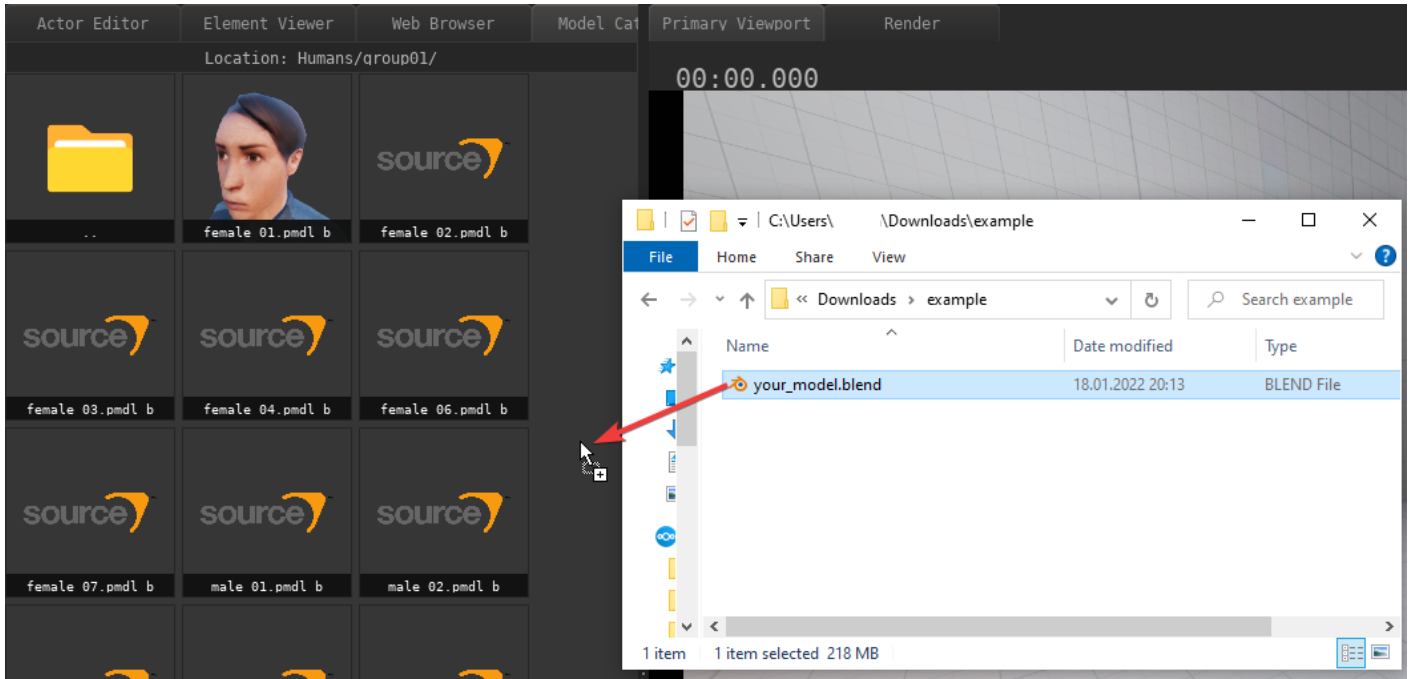 Actor Editor
Element Viewer
Web Browser
Model Cat
Primary Viewport
Render
Location: Humans/group01/
00:00.000
source
..
female 01.pmdl b
female 02.pmdl b
source
source
source
female 03.pmdl b
female 04.pmdl b
female 06.pmdl b
source
source
source
female 07.pmdl b
male 01.pmdl b
male 02.pmdl b
C:\Users\ \Downloads\example
File
Home
Share
View
?
« Downloads › example
Search example
Name
Date modified
Type
your_model.blend
18.01.2022 20:13
BLEND File
1 item
1 item selected 218 MB